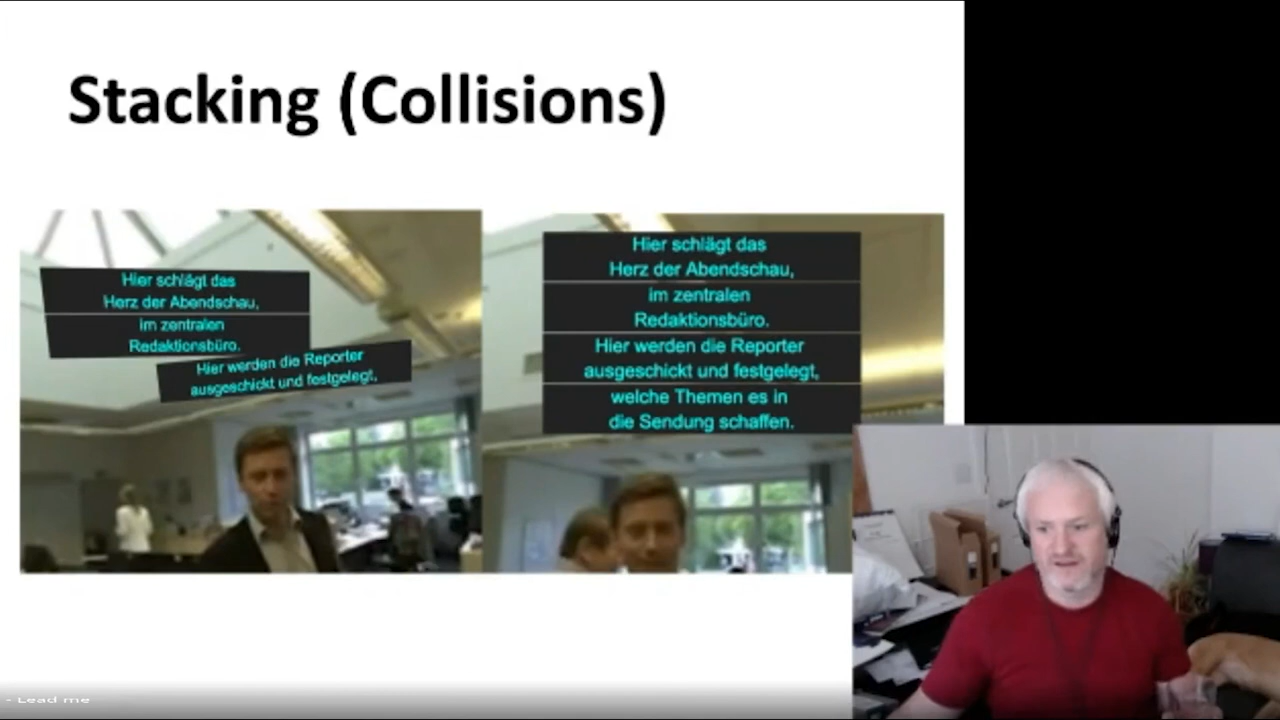 Stacking (Collisions)
Hier schlägt das
Herz der Abendschau,
im zentralen
Redaktionsbüro.
Hier werden die Reporter
ausgeschickt und festgelegt,
Hier schlägt das
Herz der Abendschau,
im zentralen
Redaktionsbüro.
Hier werden die Reporter
ausgeschickt und festgelegt,
welche Themen es in
die Sendung schaffen.
- Lead me